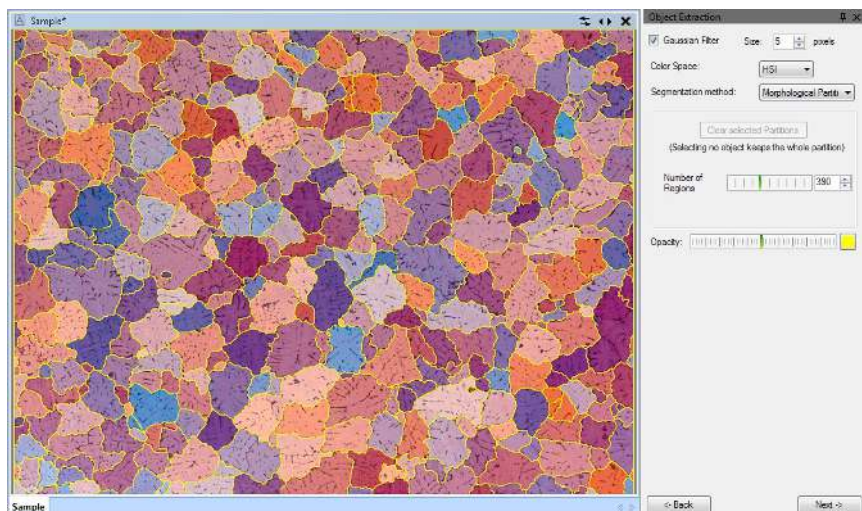 Sample*
Object Extraction
Gaussian Filter Size: 5 pixels
Color Space: HSI
Segmentation method: Morphological Partiti
Clear selected Partitions
(Selecting no object keeps the whole partition)
Number of
Regions 390
Opacity:
Sample
<- Back Next ->